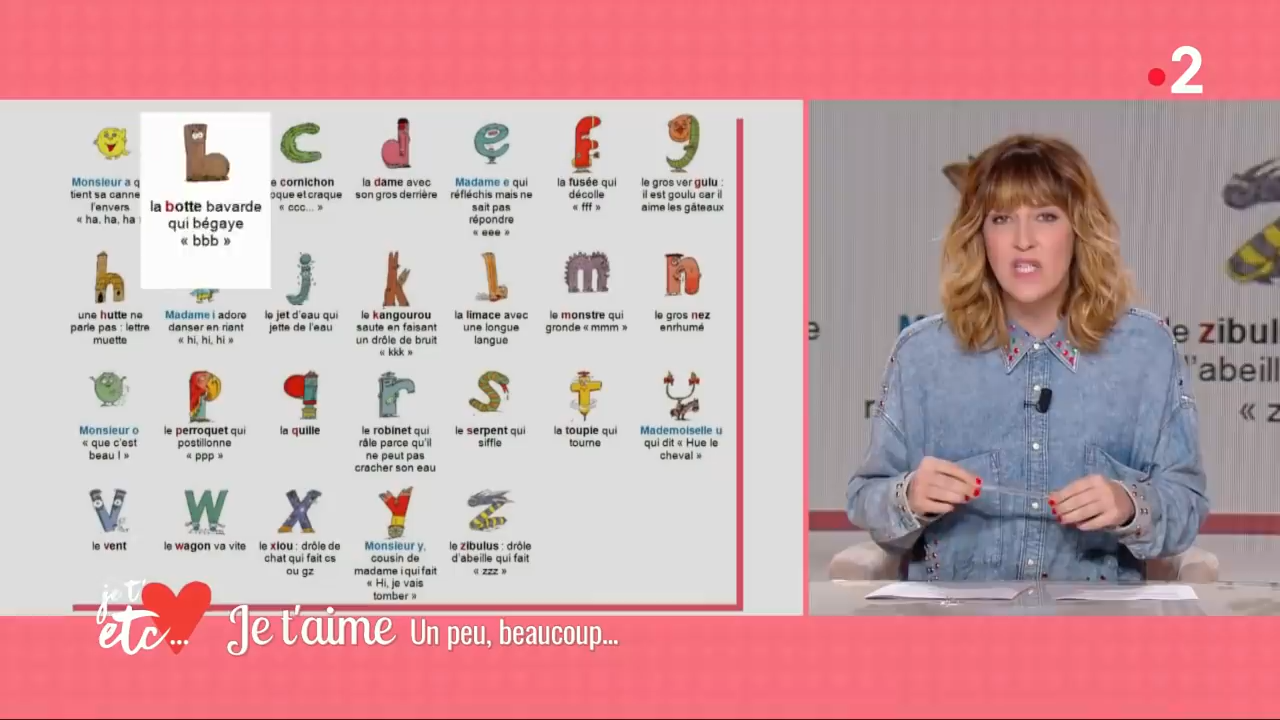 2
Monsieur a q
tient sa canne
l'envers
« ha, ha, ha
la botte bavarde
qui bégaye
« bbb »
e cornichon
oque et craque
« ccc... »
la dame avec
son gros derrière
Madame e qui
réfléchis mais ne
sait pas
répondre
« eee »
la fusée qui
décolle
« fff »
le gros ver gulu :
il est goulu car il
aime les gâteaux
une hutte ne
parle pas : lettre
muette
Madame i adore
danser en riant
« hi, hi, hi »
le jet d'eau qui
jette de l'eau
le kangourou
saute en faisant
un drôle de bruit
« kkk »
la limace avec
une longue
langue
le monstre qui
gronde « mmm »
le gros nez
enrhumé
Monsieur o
« que c'est
beau ! »
le perroquet qui
postillonne
« ppp »
la quille
le robinet qui
râle parce qu'il
ne peut pas
cracher son eau
le serpent qui
siffle
la toupie qui
tourne
Mademoiselle u
qui dit « Hue le
cheval »
le vent
le wagon va vite
le xiou : drôle de
chat qui fait cs
ou gz
Monsieur y,
cousin de
madame i qui fait
« Hi, je vais
tomber »
le zibulus : drôle
d'abeille qui fait
« zzz »
e
M
r
le zibul
l'abeill
« z
je t'
etc...
Je t'aime Un peu, beaucoup...